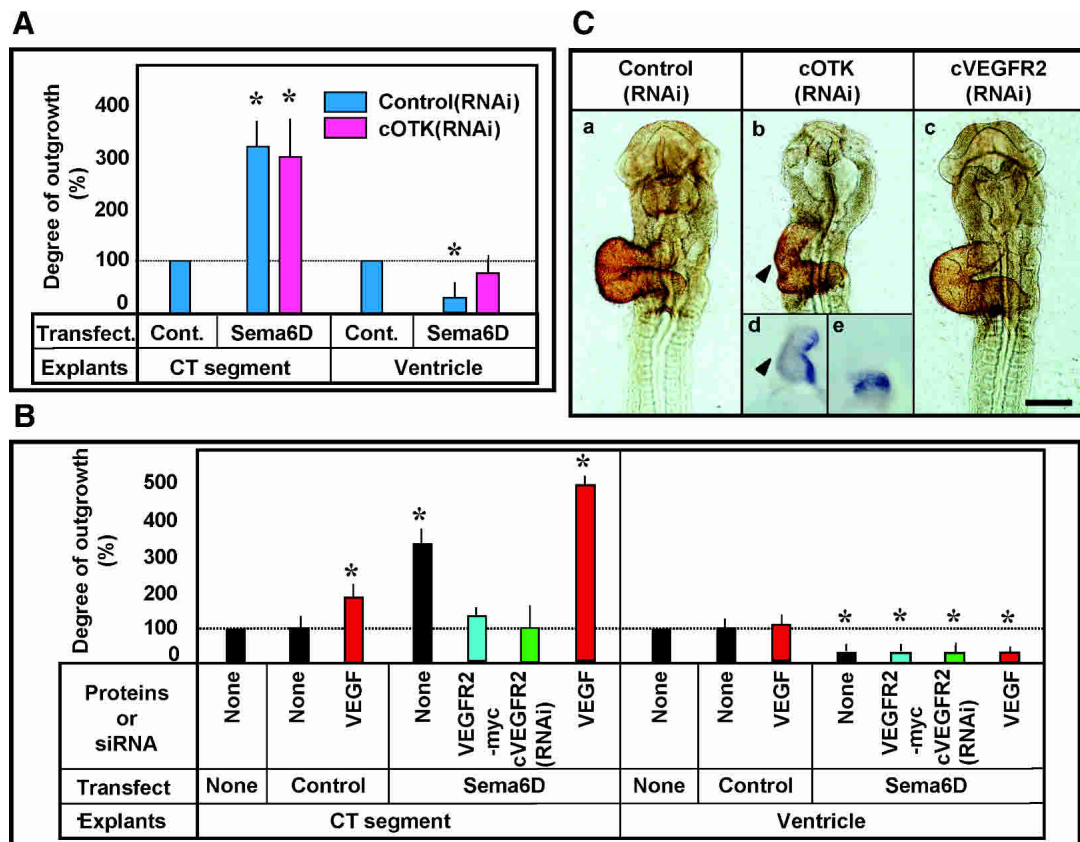 A
Degree of outgrowth
(%)
400
300
200
100
0
* * *
Control(RNAi)
cOTK(RNAi)
Transfect. Cont. Sema6D Cont. Sema6D
Explants CT segment Ventricle
C
Control
(RNAi)
cOTK
(RNAi)
cVEGFR2
(RNAi)
a b c
d e
B
Degree of outgrowth
(%)
500
400
300
200
100
0
* * * * * * *
Proteins
or
siRNA
None
None
VEGF
None
VEGFR2
-myc
cVEGFR2
(RNAi)
VEGF
None
None
VEGF
None
VEGFR2
-myc
cVEGFR2
(RNAi)
VEGF
Transfect None Control Sema6D None Control Sema6D
Explants CT segment Ventricle